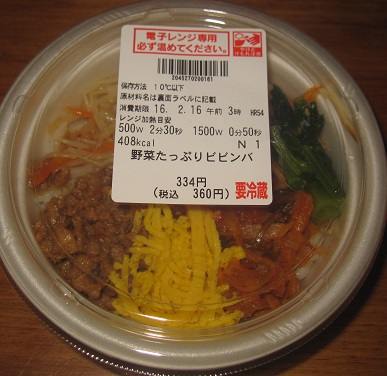 電子レンジ専用
必ず温めてください。
2045270200161
保存方法 10℃以下
原材料名は裏面ラベルに記載
消費期限 16. 2.16 午前 3時 HR54
レンジ加熱目安
500W 2分30秒 1500W 0分50秒
408kcal N 1
野菜たっぷりビビンバ
334円
(税込 360円) 要冷蔵